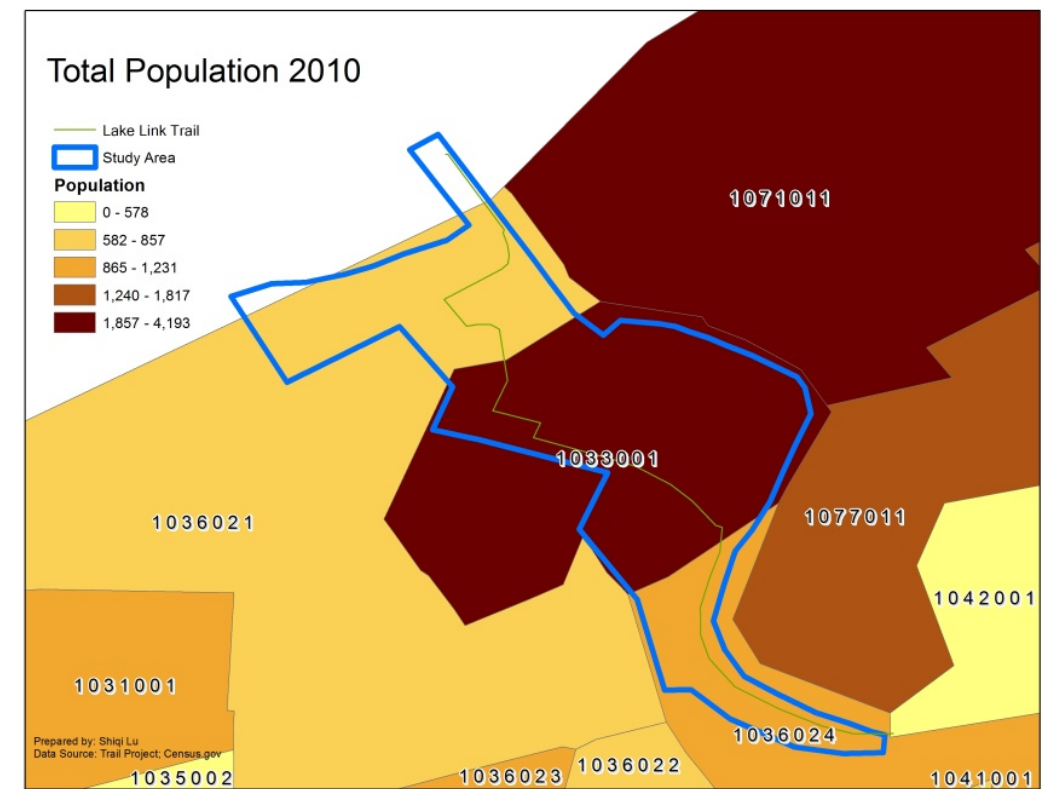 Total Population 2010
Lake Link Trail
Study Area
Population
0 - 578
582 - 857
865 - 1,231
1,240 - 1,817
1,857 - 4,193
1071011
1033001
1036021
1077011
1042001
1031001
1036024
Prepared by: Shiqi Lu
Data Source: Trail Project; Census.gov
1035002
1036023
1036022
1041001